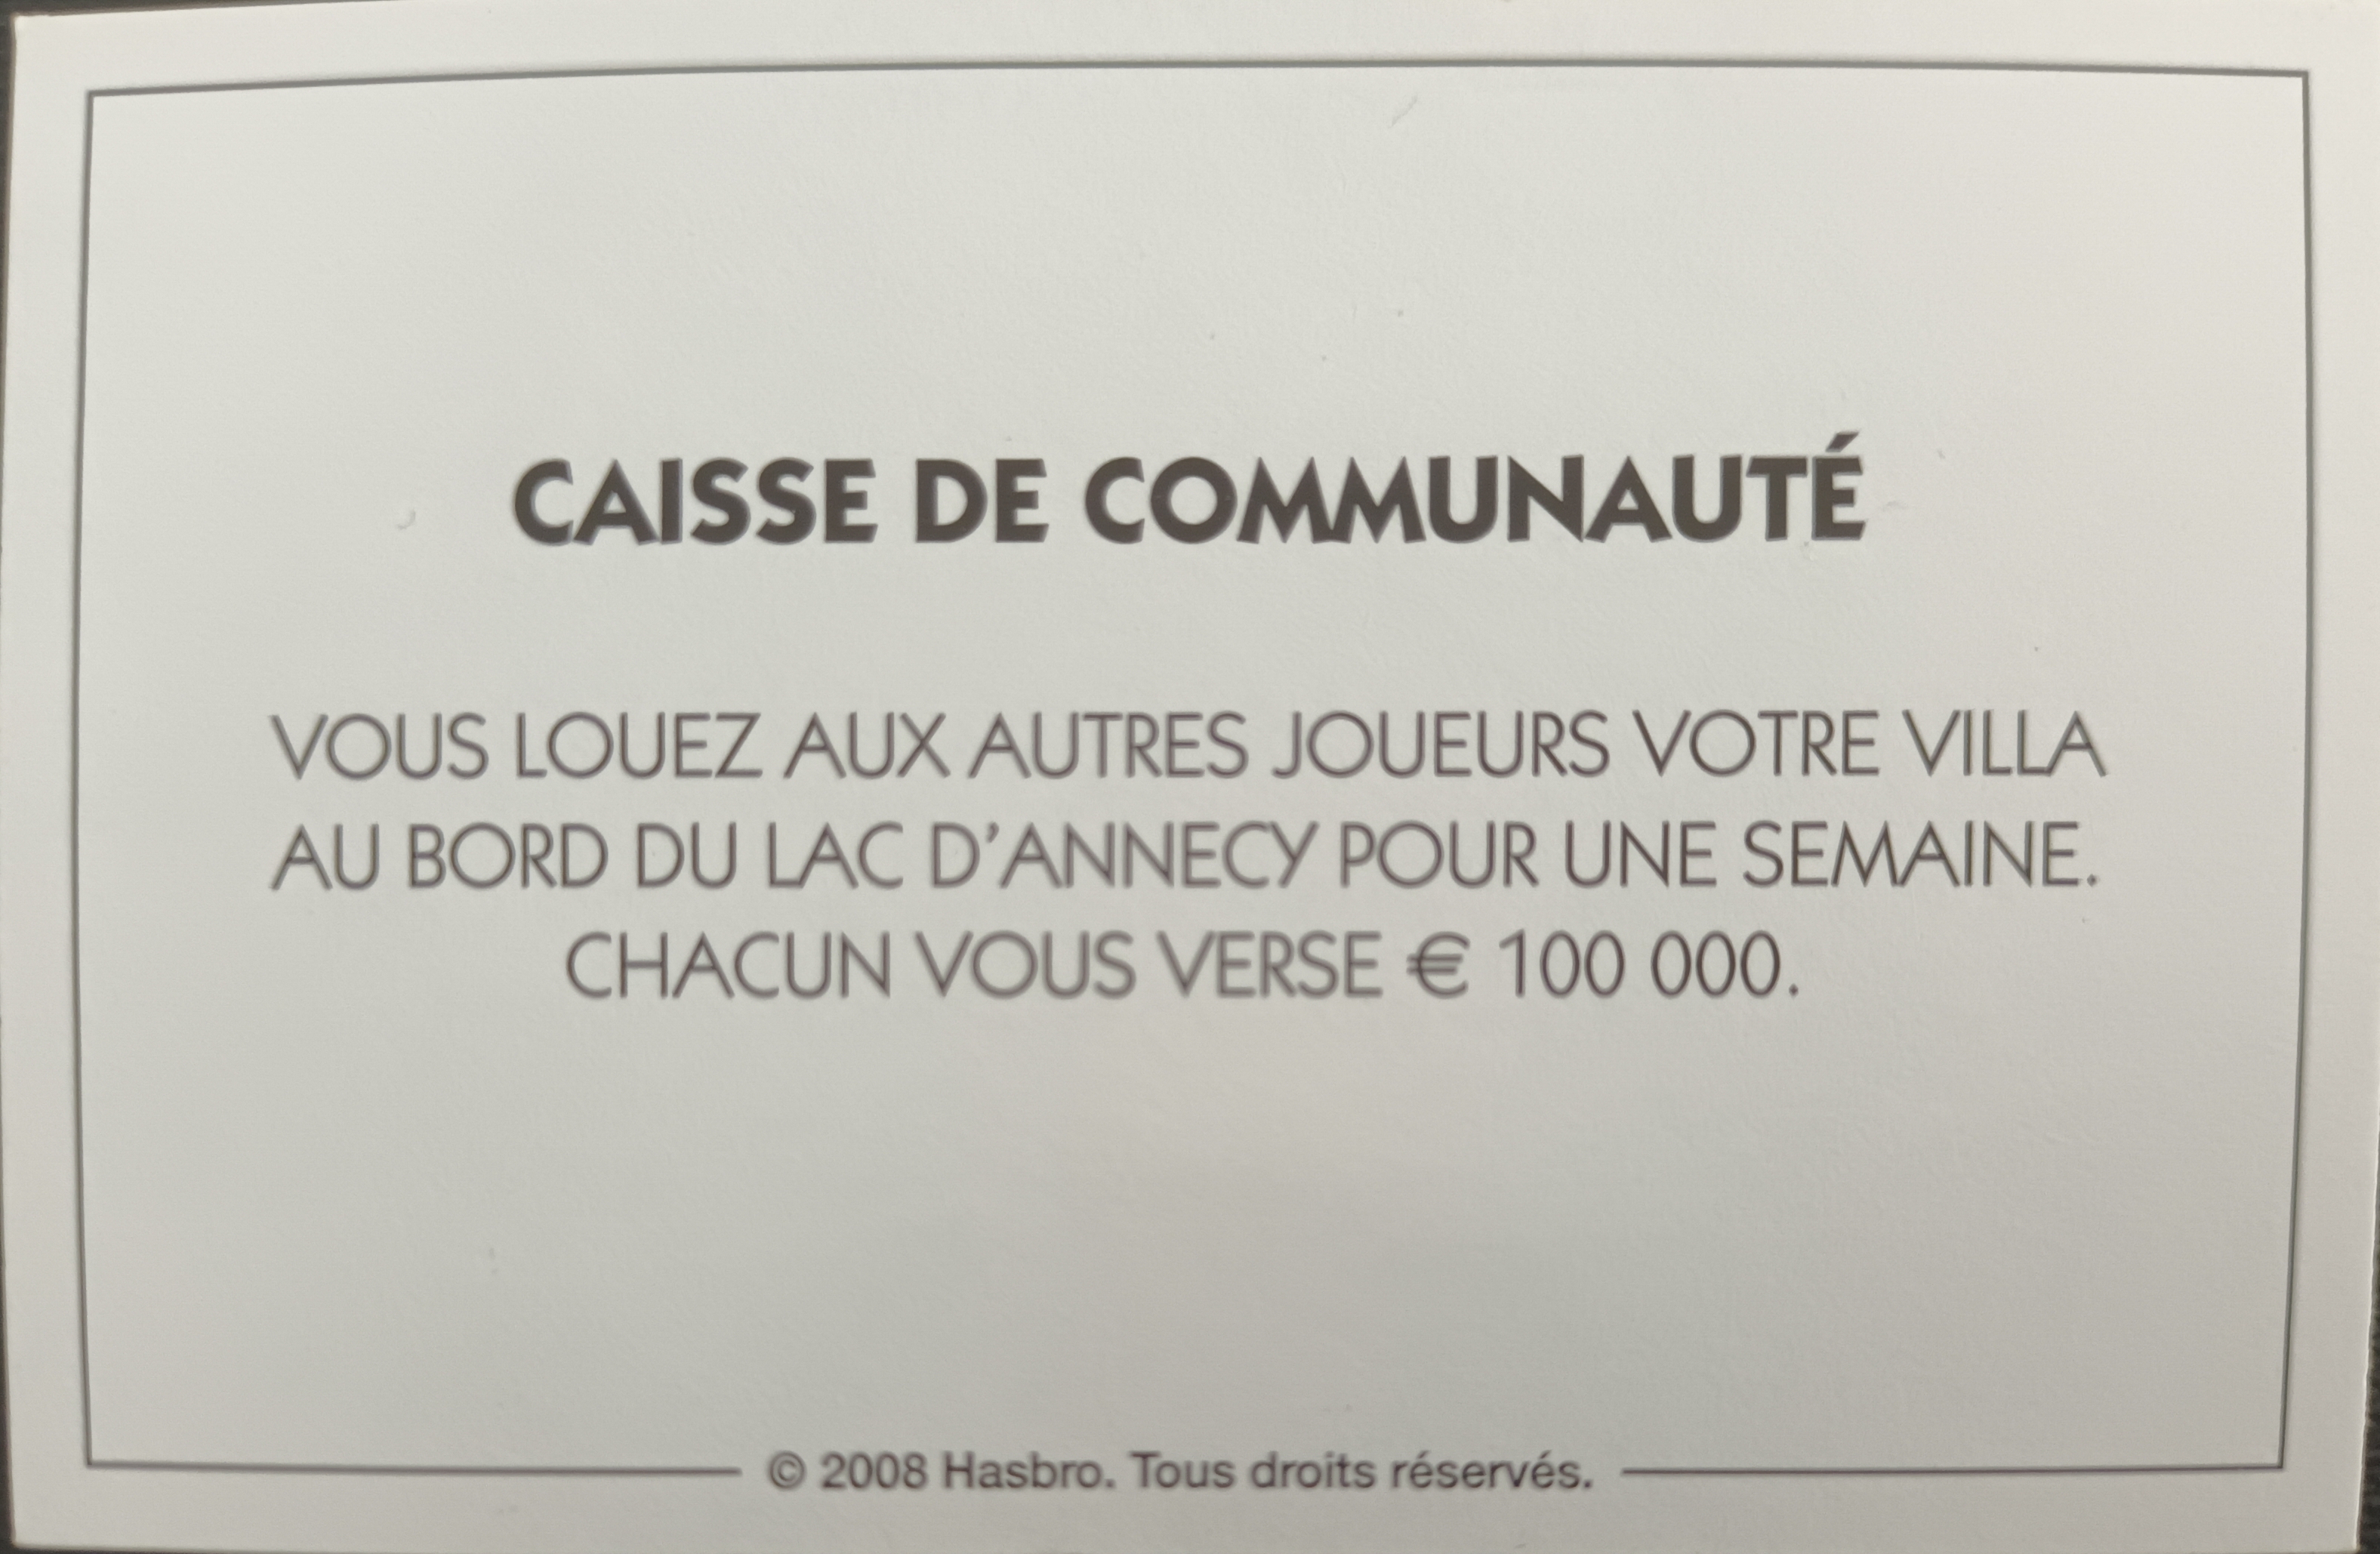 CAISSE DE COMMUNAUTÉ
VOUS LOUEZ AUX AUTRES JOUEURS VOTRE VILLA
AU BORD DU LAC D'ANNECY POUR UNE SEMAINE.
CHACUN VOUS VERSE € 100 000.
© 2008 Hasbro. Tous droits réservés.